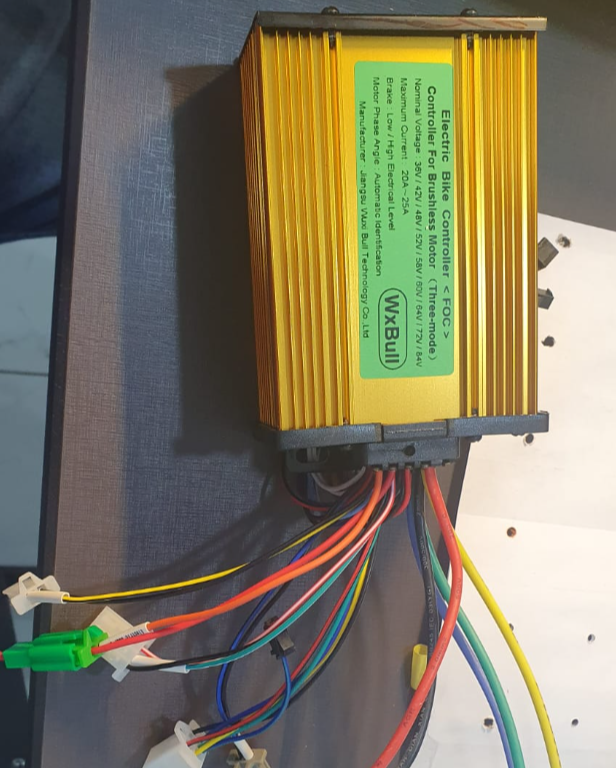 Electric Bike Controller < FOC >
Controller For Brushless Motor (Three-mode)
Nominal Voltage 36V / 42V / 48V / 52V / 58V / 60V / 64V / 72V / 84V
Maximum Current 20A~25A
Brake : Low / High Electrical Level
Motor Phase Angle : Automatic Identification
Manufacturer : Jiangsu Wuxi Bull Technology Co.,Ltd
WxBull